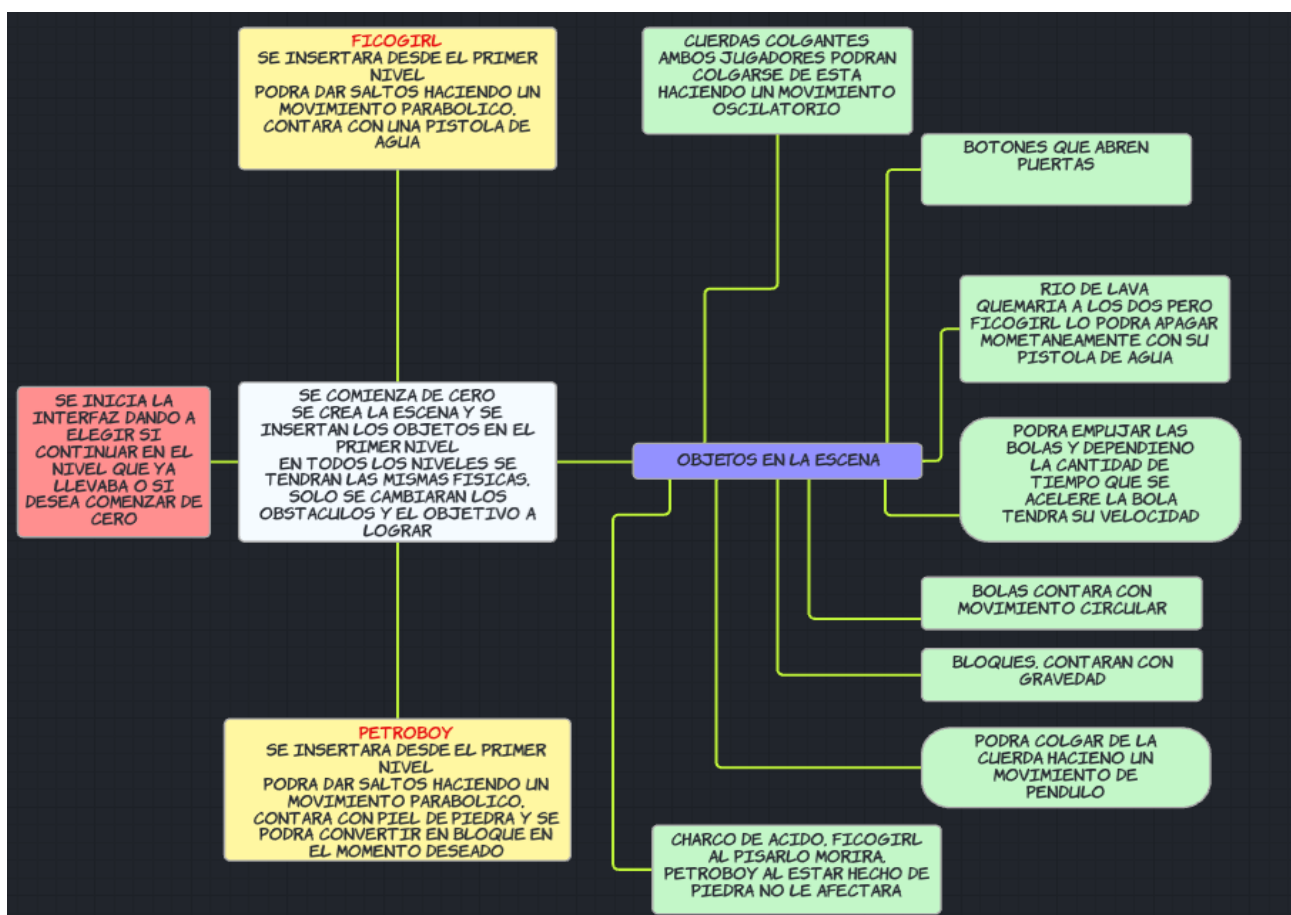 FICOGIRL
SE INSERTARA DESDE EL PRIMER
NIVEL
PODRA DAR SALTOS HACIENDO UN
MOVIMIENTO PARABOLICO.
CONTARA CON UNA PISTOLA DE
AGUA
CUERDAS COLGANTES
AMBOS JUGADORES PODRAN
COLGARSE DE ESTA
HACIENDO UN MOVIMIENTO
OSCILATORIO
BOTONES QUE ABREN
PUERTAS
RIO DE LAVA
QUEMARIA A LOS DOS PERO
FICOGIRL LO PODRA APAGAR
MOMETANEAMENTE CON SU
PISTOLA DE AGUA
SE INICIA LA
INTERFAZ DANDO A
ELEGIR SI
CONTINUAR EN EL
NIVEL QUE YA
LLEVABA O SI
DESEA COMENZAR DE
CERO
SE COMIENZA DE CERO
SE CREA LA ESCENA Y SE
INSERTAN LOS OBJETOS EN EL
PRIMER NIVEL
EN TODOS LOS NIVELES SE
TENDRAN LAS MISMAS FISICAS.
SOLO SE CAMBIARAN LOS
OBSTACULOS Y EL OBJETIVO A
LOGRAR
OBJETOS EN LA ESCENA
PODRA EMPUJAR LAS
BOLAS Y DEPENDIENO
LA CANTIDAD DE
TIEMPO QUE SE
ACELERE LA BOLA
TENDRA SU VELOCIDAD
BOLAS CONTARA CON
MOVIMIENTO CIRCULAR
BLOQUES. CONTARAN CON
GRAVEDAD
PODRA COLGAR DE LA
CUERDA HACIENO UN
MOVIMIENTO DE
PENDULO
PETROBOY
SE INSERTARA DESDE EL PRIMER
NIVEL
PODRA DAR SALTOS HACIENDO UN
MOVIMIENTO PARABOLICO.
CONTARA CON PIEL DE PIEDRA Y SE
PODRA CONVERTIR EN BLOQUE EN
EL MOMENTO DESEADO
CHARCO DE ACIDO. FICOGIRL
AL PISARLO MORIRA.
PETROBOY AL ESTAR HECHO DE
PIEDRA NO LE AFECTARA